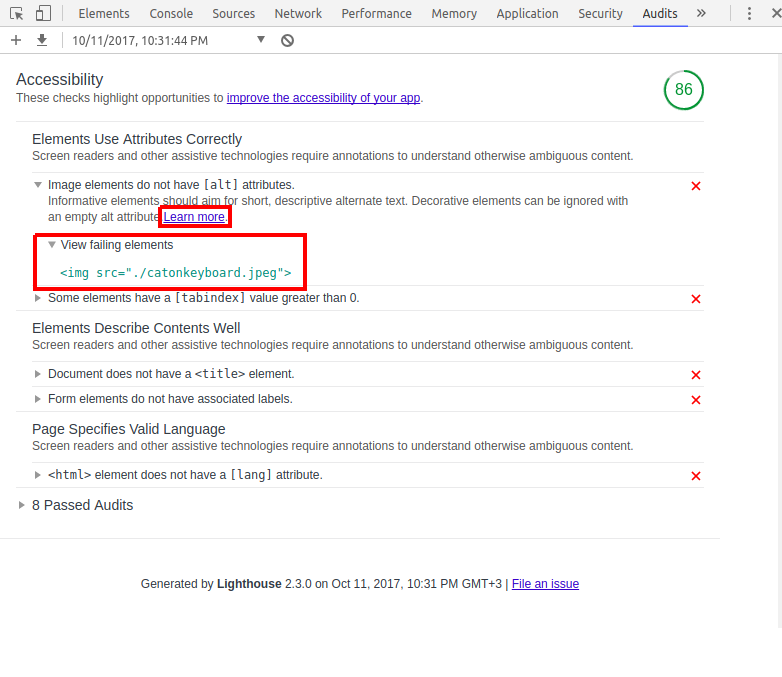 Elements Console Sources Network Performance Memory Application Security Audits »
10/11/2017, 10:31:44 PM
Accessibility
86
These checks highlight opportunities to improve the accessibility of your app.
Elements Use Attributes Correctly
Screen readers and other assistive technologies require annotations to understand otherwise ambiguous content.
Image elements do not have [alt] attributes.
Informative elements should aim for short, descriptive alternate text. Decorative elements can be ignored with
an empty alt attribute. Learn more.
View failing elements
<img src="./catonkeyboard.jpeg">
Some elements have a [tabindex] value greater than 0.
Elements Describe Contents Well
Screen readers and other assistive technologies require annotations to understand otherwise ambiguous content.
Document does not have a <title> element.
Form elements do not have associated labels.
Page Specifies Valid Language
Screen readers and other assistive technologies require annotations to understand otherwise ambiguous content.
<html> element does not have a [lang] attribute.
8 Passed Audits
Generated by Lighthouse 2.3.0 on Oct 11, 2017, 10:31 PM GMT+3 | File an issue